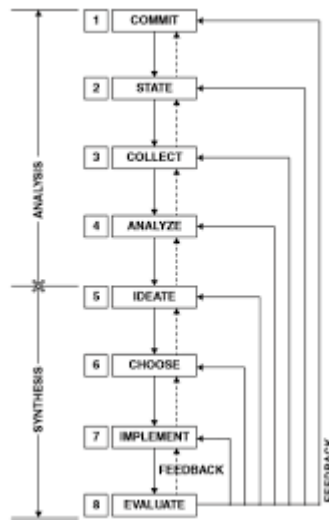 1 COMMIT
2 STATE
3 COLLECT
4 ANALYZE
ANALYSIS
5 IDEATE
6 CHOOSE
7 IMPLEMENT
FEEDBACK
8 EVALUATE
SYNTHESIS
FEEDBACK